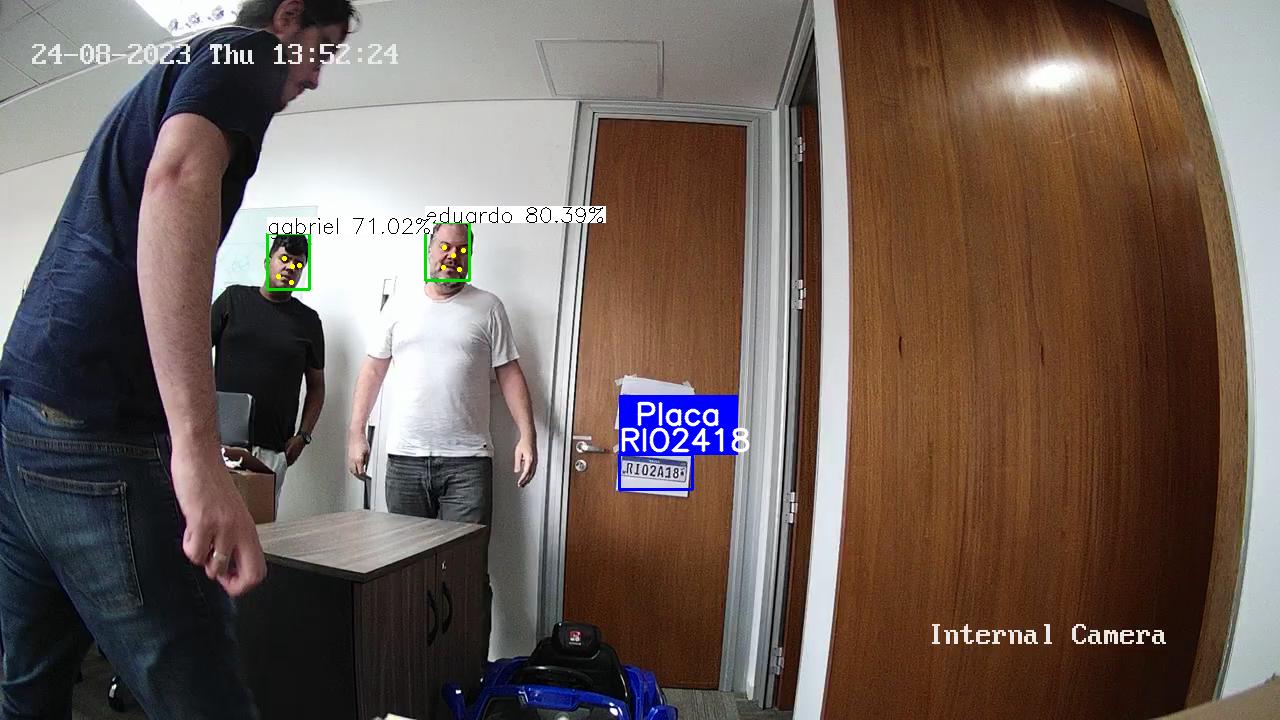 24-08-2023 Thu 13:52:24
gabriel 71.02%
eduardo 80.39%
Placa
RIO2418
RIO2A18
Internal Camera